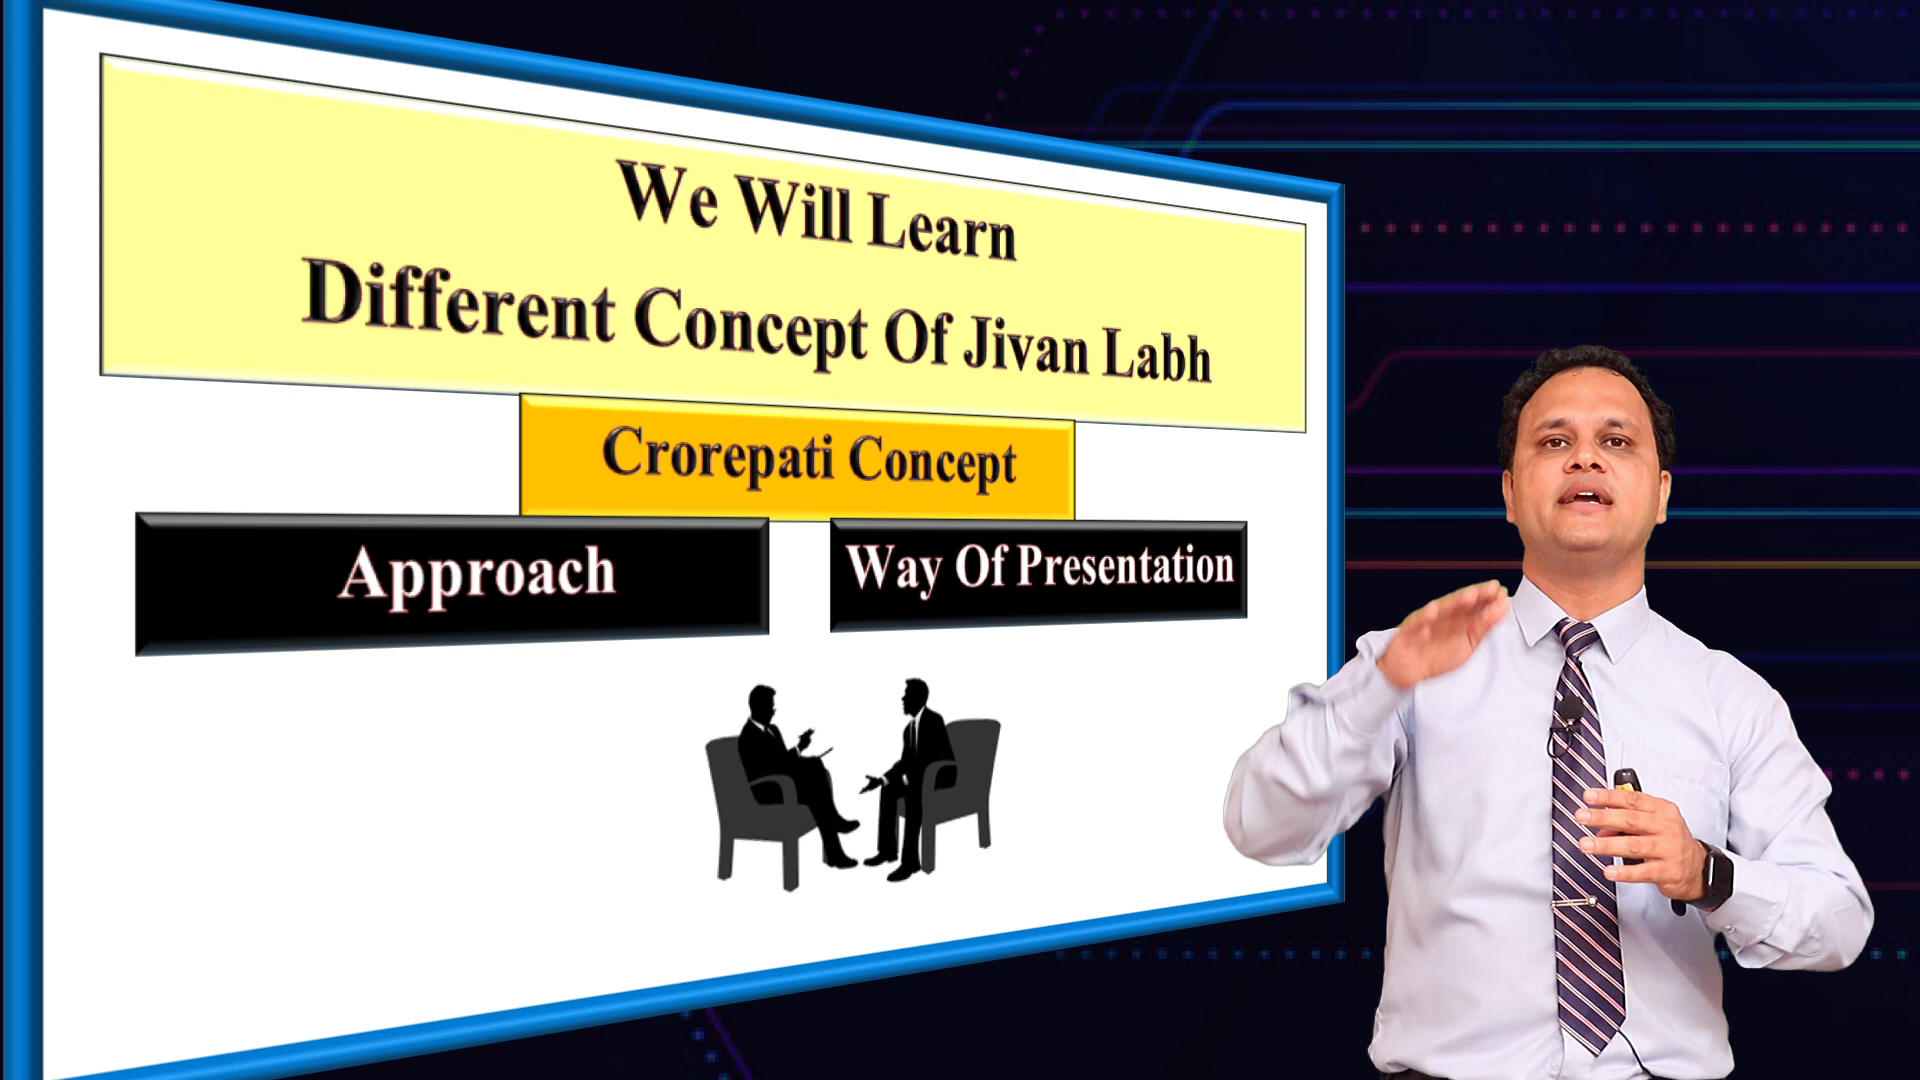 We Will Learn
Different Concept Of Jivan Labh
Crorepati Concept
Approach
Way Of Presentation